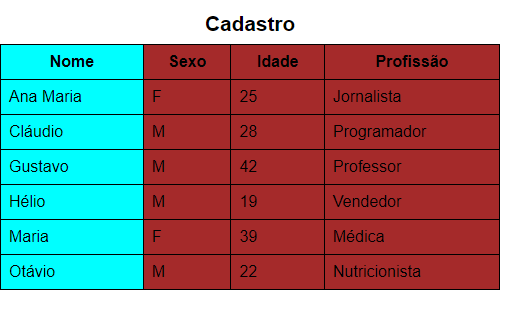 Cadastro
Nome Sexo Idade Profissão
Ana Maria F 25 Jornalista
Cláudio M 28 Programador
Gustavo M 42 Professor
Hélio M 19 Vendedor
Maria F 39 Médica
Otávio M 22 Nutricionista